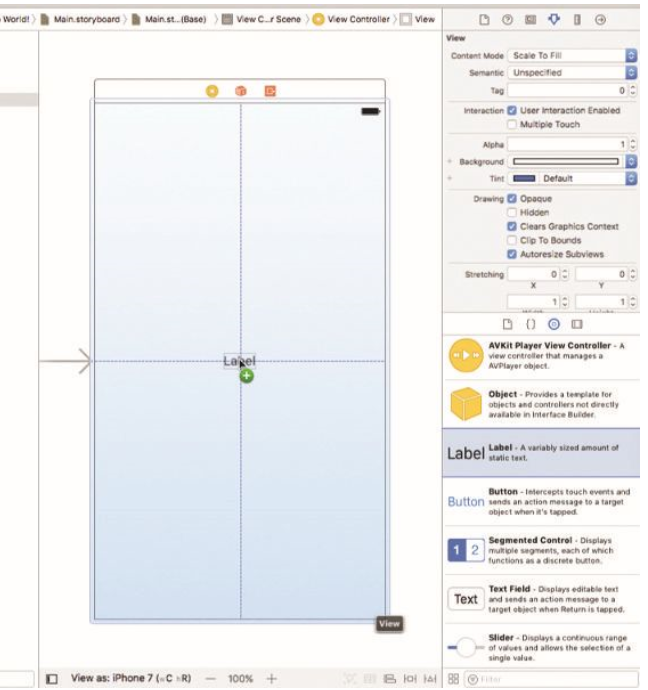 World! 〉 Main.storyboard 〉 Main.st...(Base) 〉 View C...r Scene 〉 View Controller 〉 View
View
Content Mode Scale To Fill
Semantic Unspecified
Tag 0
Interaction User Interaction Enabled
Multiple Touch
Alpha 1
+ Background
+ Tint Default
Drawing Opaque
Hidden
Clears Graphics Context
Clip To Bounds
Autoresize Subviews
Stretching 0 0
X Y
1 1
Label
AVKit Player View Controller - A
view controller that manages a
AVPlayer object.
Object - Provides a template for
objects and controllers not directly
available in Interface Builder.
Label Label - A variably sized amount of
static text.
Button Button - Intercepts touch events and
sends an action message to a target
object when it's tapped.
1 2 Segmented Control - Displays
multiple segments, each of which
functions as a discrete button.
Text Text Field - Displays editable text
and sends an action message to a
target object when Return is tapped.
Slider - Displays a continuous range
of values and allows the selection of a
single value.
View
View as: iPhone 7 (wC hR) — 100% +
Filter